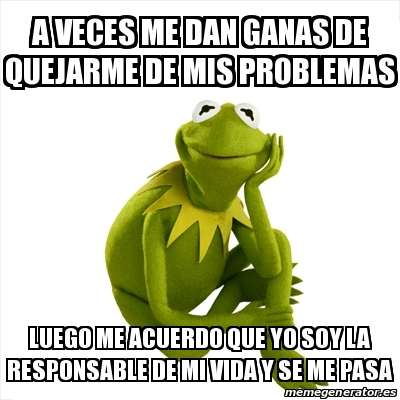 A VECES ME DAN GANAS DE
QUEJARME DE MIS PROBLEMAS
LUEGO ME ACUERDO QUE YO SOY LA
RESPONSABLE DE MI VIDA Y SE ME PASA
memegenerator.es